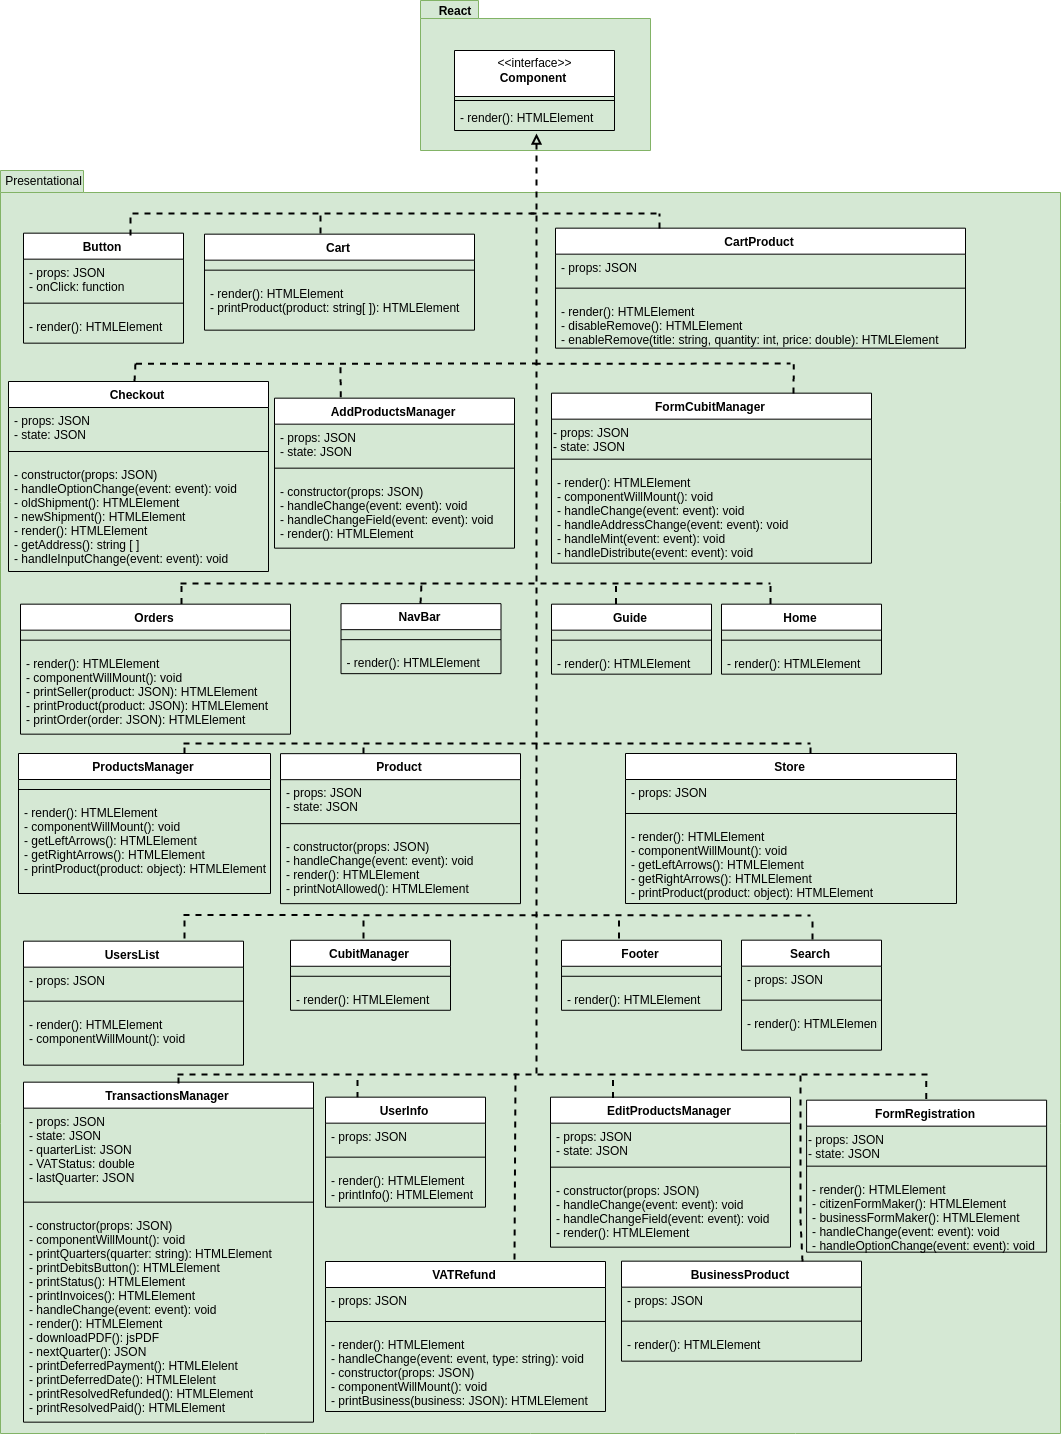 React
<<interface>>
Component
- render(): HTMLElement
Presentational
Button
- props: JSON
- onClick: function
- render(): HTMLElement
Cart
- render(): HTMLElement
- printProduct(product: string[ ]): HTMLElement
CartProduct
- props: JSON
- render(): HTMLElement
- disableRemove(): HTMLElement
- enableRemove(title: string, quantity: int, price: double): HTMLElement
Checkout
- props: JSON
- state: JSON
- constructor(props: JSON)
- handleOptionChange(event: event): void
- oldShipment(): HTMLElement
- newShipment(): HTMLElement
- render(): HTMLElement
- getAddress(): string [ ]
- handleInputChange(event: event): void
AddProductsManager
- props: JSON
- state: JSON
- constructor(props: JSON)
- handleChange(event: event): void
- handleChangeField(event: event): void
- render(): HTMLElement
FormCubitManager
- props: JSON
- state: JSON
- render(): HTMLElement
- componentWillMount(): void
- handleChange(event: event): void
- handleAddressChange(event: event): void
- handleMint(event: event): void
- handleDistribute(event: event): void
Orders
- render(): HTMLElement
- componentWillMount(): void
- printSeller(product: JSON): HTMLElement
- printProduct(product: JSON): HTMLElement
- printOrder(order: JSON): HTMLElement
NavBar
- render(): HTMLElement
Guide
- render(): HTMLElement
Home
- render(): HTMLElement
ProductsManager
- render(): HTMLElement
- componentWillMount(): void
- getLeftArrows(): HTMLElement
- getRightArrows(): HTMLElement
- printProduct(product: object): HTMLElement
Product
- props: JSON
- state: JSON
- constructor(props: JSON)
- handleChange(event: event): void
- render(): HTMLElement
- printNotAllowed(): HTMLElement
Store
- props: JSON
- render(): HTMLElement
- componentWillMount(): void
- getLeftArrows(): HTMLElement
- getRightArrows(): HTMLElement
- printProduct(product: object): HTMLElement
UsersList
- props: JSON
- render(): HTMLElement
- componentWillMount(): void
CubitManager
- render(): HTMLElement
Footer
- render(): HTMLElement
Search
- props: JSON
- render(): HTMLElemen
TransactionsManager
- props: JSON
- state: JSON
- quarterList: JSON
- VATStatus: double
- lastQuarter: JSON
- constructor(props: JSON)
- componentWillMount(): void
- printQuarters(quarter: string): HTMLElement
- printDebitsButton(): HTMLElement
- printStatus(): HTMLElement
- printInvoices(): HTMLElement
- handleChange(event: event): void
- render(): HTMLElement
- downloadPDF(): jsPDF
- nextQuarter(): JSON
- printDeferredPayment(): HTMLElelent
- printDeferredDate(): HTMLElelent
- printResolvedRefunded(): HTMLElement
- printResolvedPaid(): HTMLElement
UserInfo
- props: JSON
- render(): HTMLElement
- printInfo(): HTMLElement
EditProductsManager
- props: JSON
- state: JSON
- constructor(props: JSON)
- handleChange(event: event): void
- handleChangeField(event: event): void
- render(): HTMLElement
FormRegistration
- props: JSON
- state: JSON
- render(): HTMLElement
- citizenFormMaker(): HTMLElement
- businessFormMaker(): HTMLElement
- handleChange(event: event): void
- handleOptionChange(event: event): void
VATRefund
- props: JSON
- render(): HTMLElement
- handleChange(event: event, type: string): void
- constructor(props: JSON)
- componentWillMount(): void
- printBusiness(business: JSON): HTMLElement
BusinessProduct
- props: JSON
- render(): HTMLElement